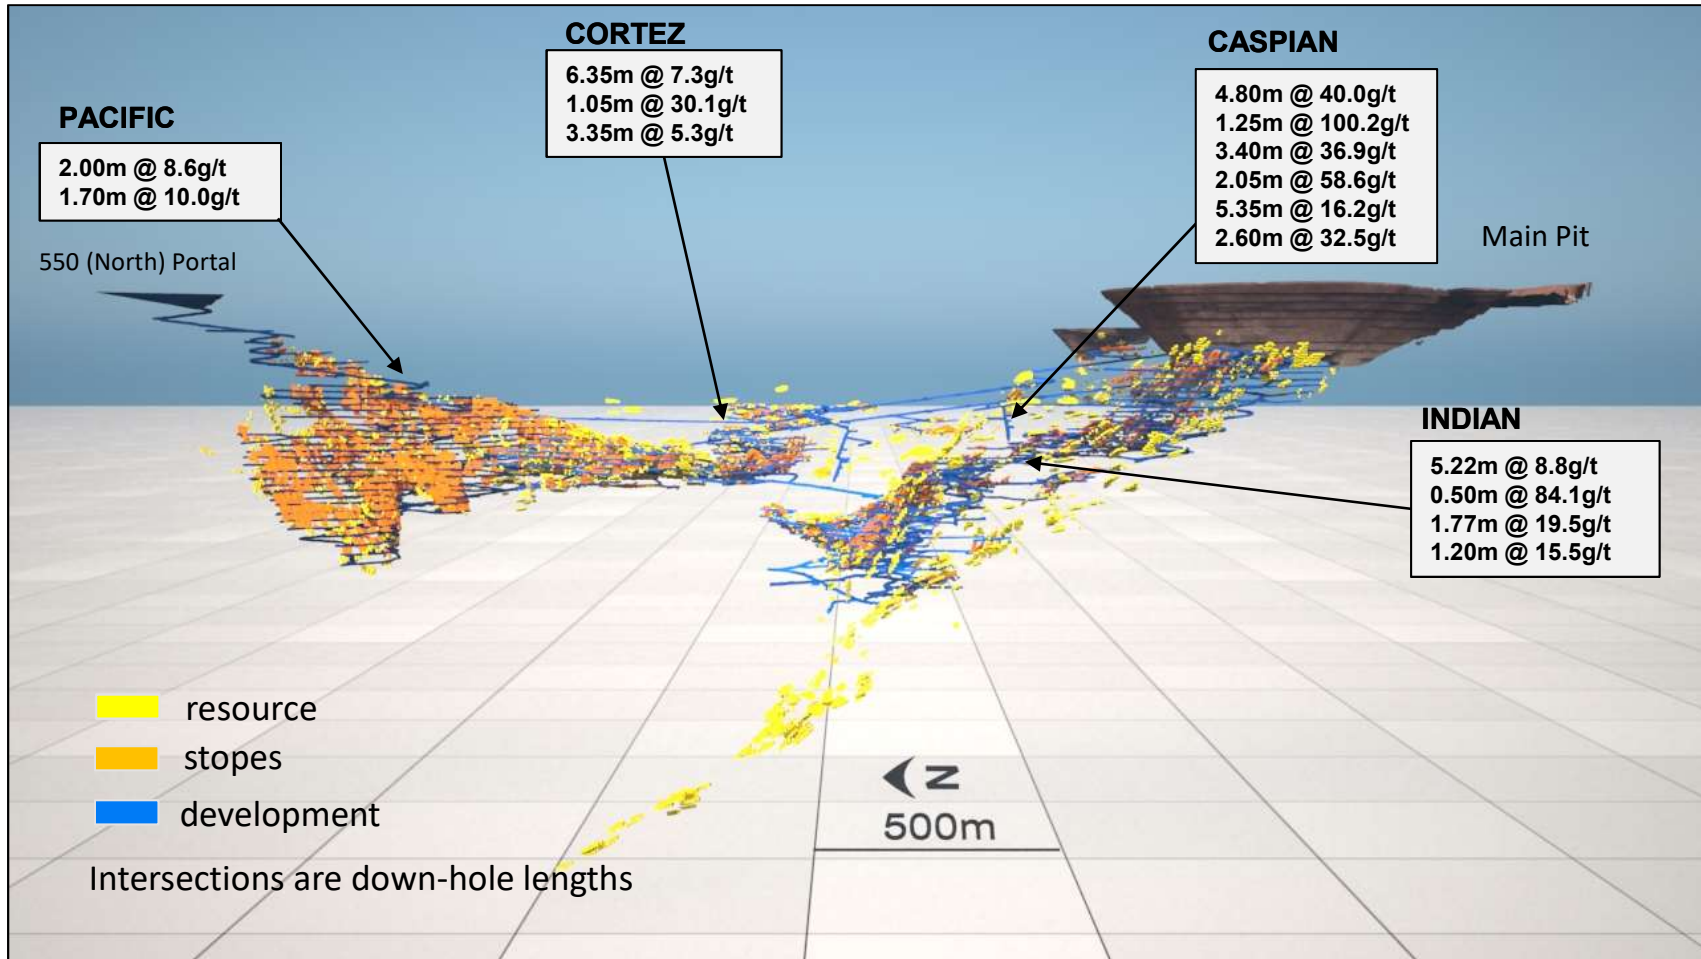 CORTEZ
6.35m @ 7.3g/t
1.05m @ 30.1g/t
3.35m @ 5.3g/t
CASPIAN
4.80m @ 40.0g/t
1.25m @ 100.2g/t
3.40m @ 36.9g/t
2.05m @ 58.6g/t
5.35m @ 16.2g/t
2.60m @ 32.5g/t
PACIFIC
2.00m @ 8.6g/t
1.70m @ 10.0g/t
550 (North) Portal
Main Pit
INDIAN
5.22m @ 8.8g/t
0.50m @ 84.1g/t
1.77m @ 19.5g/t
1.20m @ 15.5g/t
resource
stopes
development
Intersections are down-hole lengths
N
500m